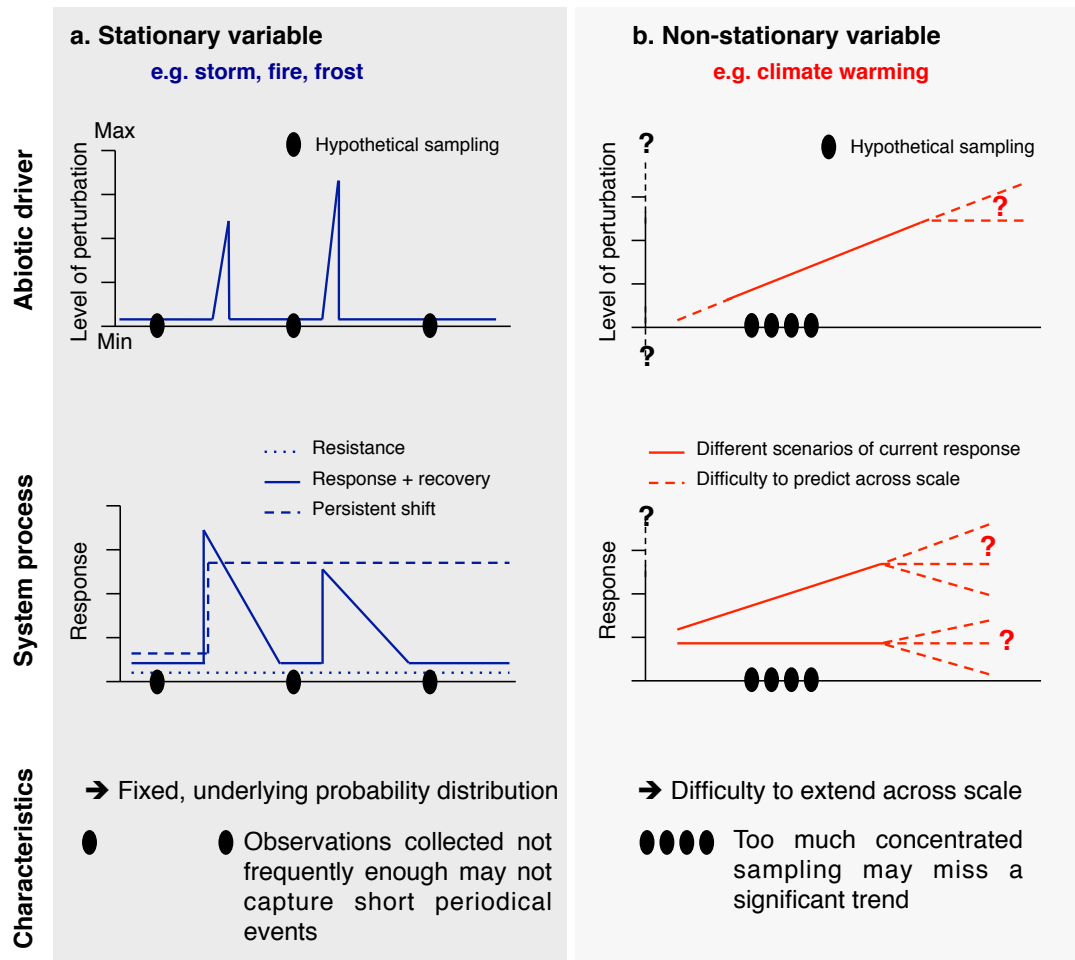 a. Stationary variable
e.g. storm, fire, frost
b. Non-stationary variable
e.g. climate warming
Abiotic driver
Level of perturbation
Max
Min
Hypothetical sampling
Level of perturbation
?
?
Hypothetical sampling
?
System process
Response
Resistance
Response + recovery
Persistent shift
Response
?
Different scenarios of current response
Difficulty to predict across scale
?
?
Characteristics
➔ Fixed, underlying probability distribution
Observations collected not
frequently enough may not
capture short periodical
events
➔ Difficulty to extend across scale
Too much concentrated
sampling may miss a
significant trend